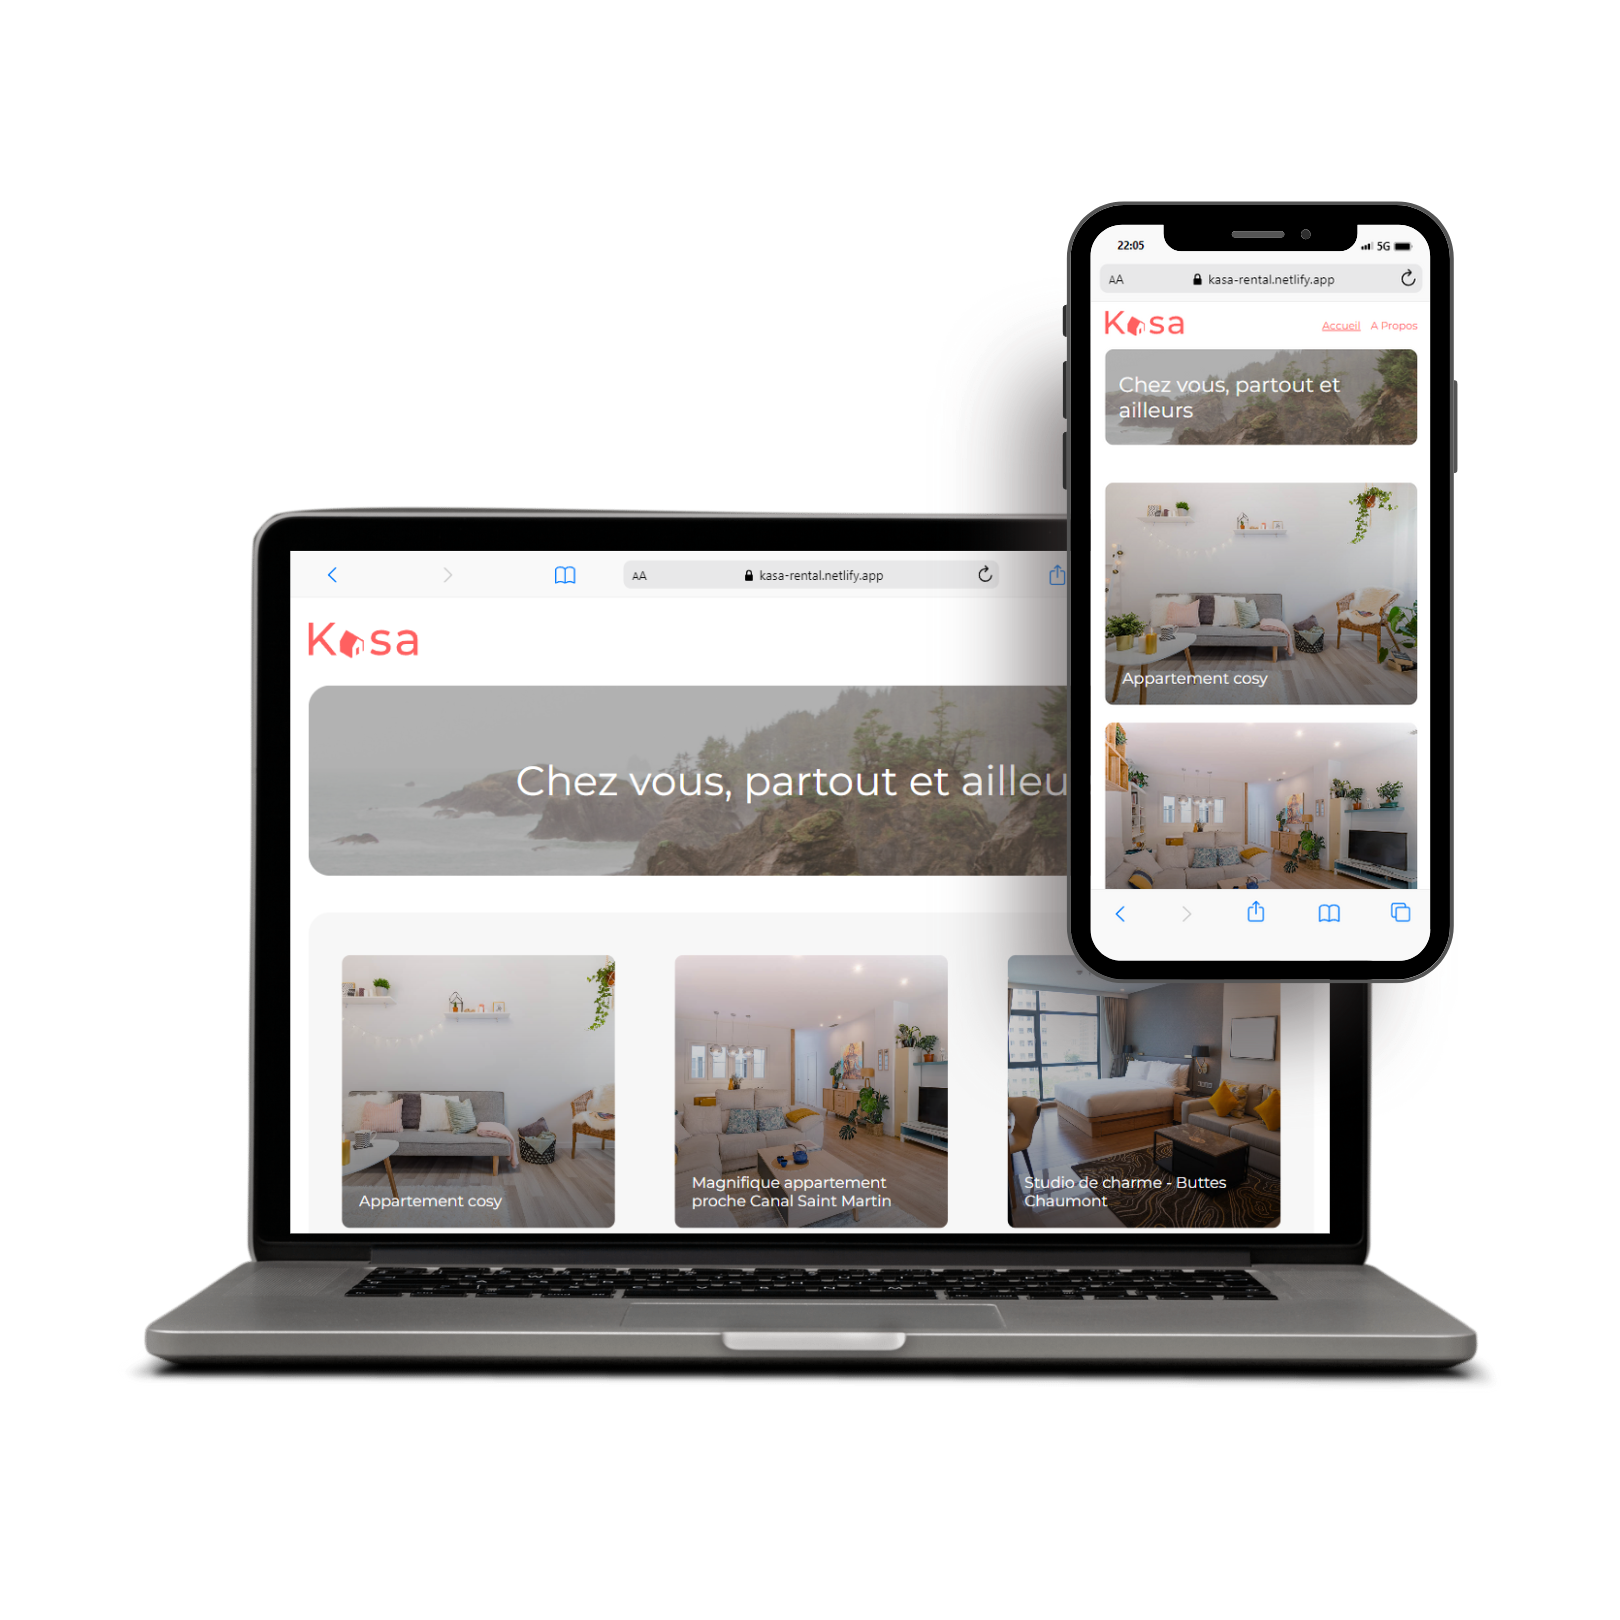 22:05
5G
AA kasa-rental.netlify.app
Kasa
Accueil A Propos
Chez vous, partout et
ailleurs
Appartement cosy
AA kasa-rental.netlify.app
Kasa
Chez vous, partout et ailleu
Appartement cosy
Magnifique appartement
proche Canal Saint Martin
Studio de charme - Buttes
Chaumont